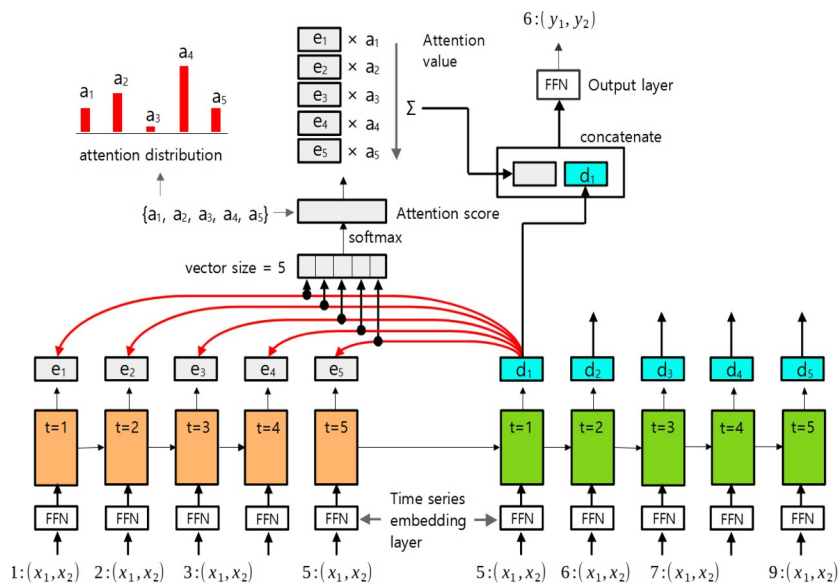 6:(y₁, y₂)
FFN
Output layer
concatenate
d₁
e₁ × a₁
e₂ × a₂
e₃ × a₃
e₄ × a₄
e₅ × a₅
Attention
value
Σ
a₁
a₂
a₃
a₄
a₅
attention distribution
{a₁, a₂, a₃, a₄, a₅}
Attention score
softmax
vector size = 5
e₁ e₂ e₃ e₄ e₅ d₁ d₂ d₃ d₄ d₅
t=1 t=2 t=3 t=4 t=5 t=1 t=2 t=3 t=4 t=5
FFN FFN FFN FFN FFN FFN FFN FFN FFN FFN
Time series
embedding
layer
1:(x₁, x₂) 2:(x₁, x₂) 3:(x₁, x₂) 5:(x₁, x₂) 5:(x₁, x₂) 6:(x₁, x₂) 7:(x₁, x₂) 9:(x₁, x₂)